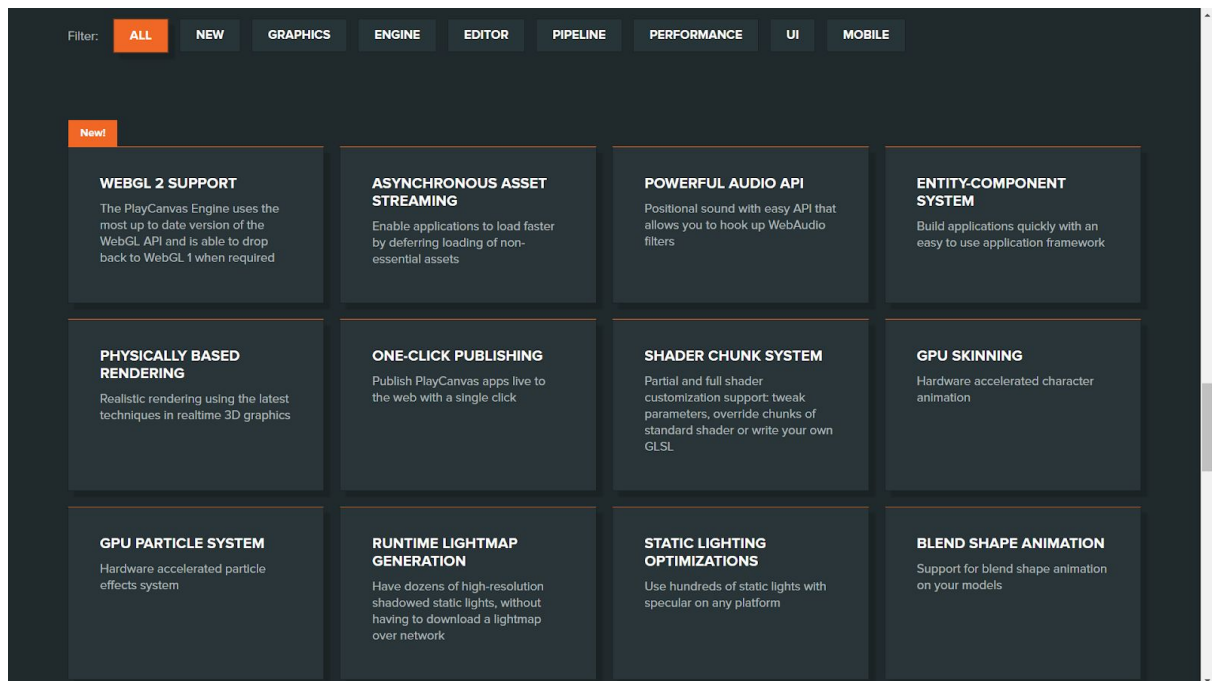 Filter: ALL NEW GRAPHICS ENGINE EDITOR PIPELINE PERFORMANCE UI MOBILE
New!
WEBGL 2 SUPPORT
The PlayCanvas Engine uses the
most up to date version of the
WebGL API and is able to drop
back to WebGL 1 when required
ASYNCHRONOUS ASSET
STREAMING
Enable applications to load faster
by deferring loading of non-
essential assets
POWERFUL AUDIO API
Positional sound with easy API that
allows you to hook up WebAudio
filters
ENTITY-COMPONENT
SYSTEM
Build applications quickly with an
easy to use application framework
PHYSICALLY BASED
RENDERING
Realistic rendering using the latest
techniques in realtime 3D graphics
ONE-CLICK PUBLISHING
Publish PlayCanvas apps live to
the web with a single click
SHADER CHUNK SYSTEM
Partial and full shader
customization support: tweak
parameters, override chunks of
standard shader or write your own
GLSL
GPU SKINNING
Hardware accelerated character
animation
GPU PARTICLE SYSTEM
Hardware accelerated particle
effects system
RUNTIME LIGHTMAP
GENERATION
Have dozens of high-resolution
shadowed static lights, without
having to download a lightmap
over network
STATIC LIGHTING
OPTIMIZATIONS
Use hundreds of static lights with
specular on any platform
BLEND SHAPE ANIMATION
Support for blend shape animation
on your models